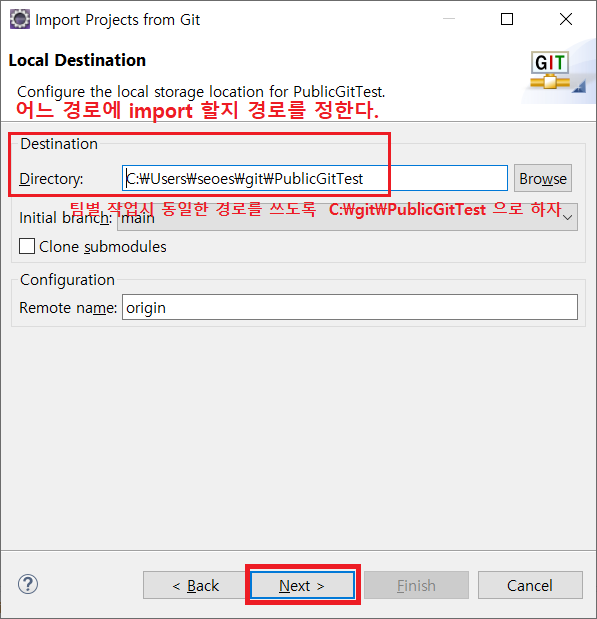 Import Projects from Git
Local Destination
GIT
Configure the local storage location for PublicGitTest.
어느 경로에 import 할지 경로를 정한다.
Destination
Directory: C:₩Users₩seoes₩git₩PublicGitTest Browse
팀별 작업시 동일한 경로를 쓰도록 C:₩git₩PublicGitTest 으로 하자
Initial branch: main
Clone submodules
Configuration
Remote name: origin
? < Back Next > Finish Cancel